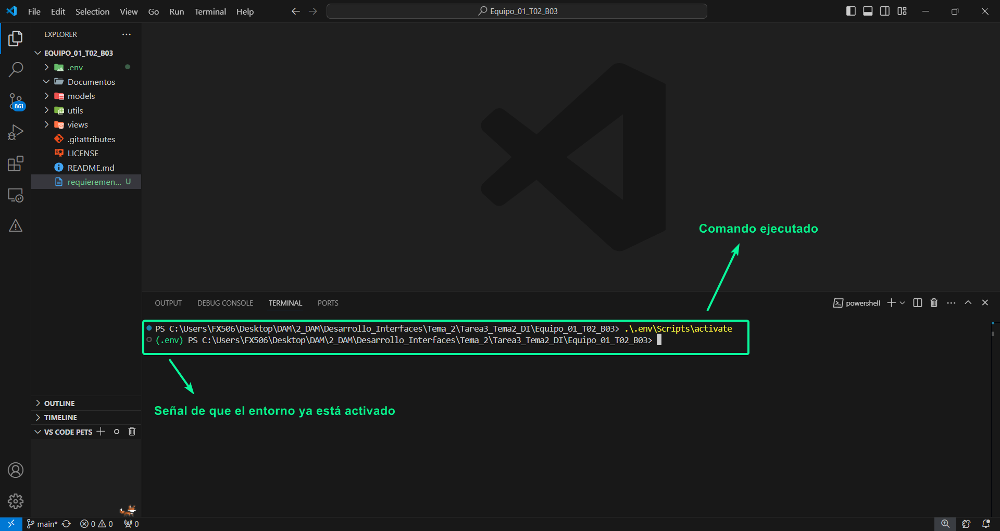 File Edit Selection View Go Run Terminal Help
Equipo_01_T02_B03
EXPLORER
EQUIPO_01_T02_B03
.env
Documentos
models
utils
861
views
.gitattributes
LICENSE
README.md
requieremen... U
Comando ejecutado
OUTPUT DEBUG CONSOLE TERMINAL PORTS
powershell
PS C:\Users\FX506\Desktop\DAM\2_DAM\Desarrollo_Interfaces\Tema_2\Tarea3_Tema2_DI\Equipo_01_T02_B03> .\.env\Scripts\activate
(.env) PS C:\Users\FX506\Desktop\DAM\2_DAM\Desarrollo_Interfaces\Tema_2\Tarea3_Tema2_DI\Equipo_01_T02_B03>
Señal de que el entorno ya está activado
OUTLINE
TIMELINE
VS CODE PETS
main* 0 0 0